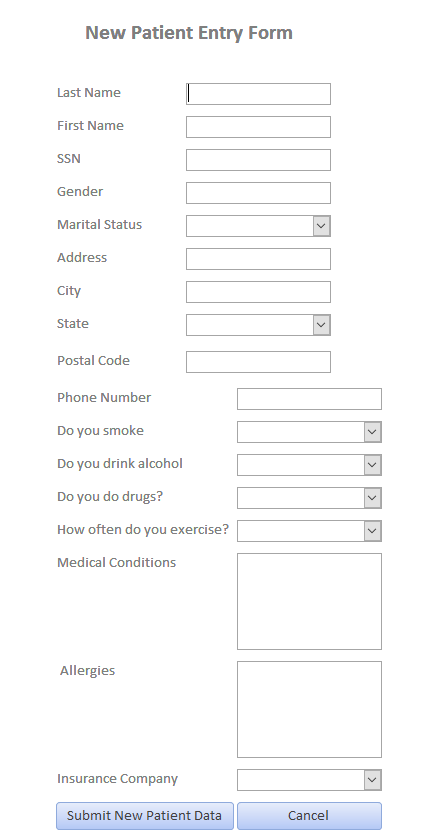 New Patient Entry Form
Last Name
First Name
SSN
Gender
Marital Status
Address
City
State
Postal Code
Phone Number
Do you smoke
Do you drink alcohol
Do you do drugs?
How often do you exercise?
Medical Conditions
Allergies
Insurance Company
Submit New Patient Data Cancel